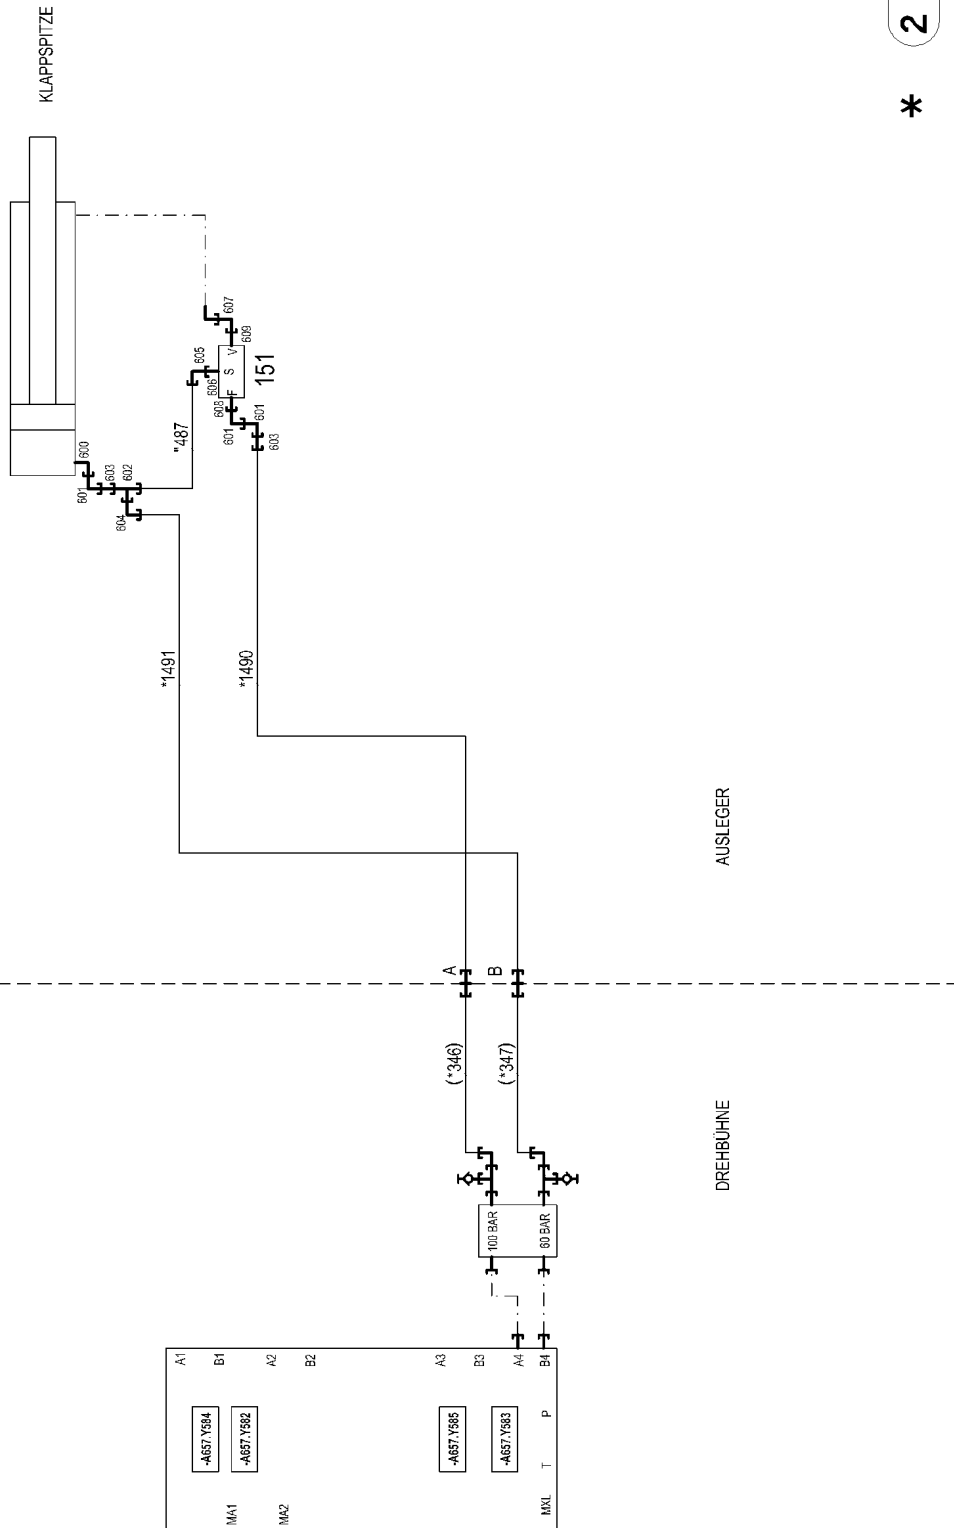 KLAPPSPITZE
2
*
607
609
605
606
V
S
F
151
608
601
601
603
"487
600
603
602
601
604
*1491
*1490
AUSLEGER
A
B
(*346)
(*347)
DREHBÜHNE
100 BAR
60 BAR
A1
B1
A2
B2
A3
B3
A4
B4
-A657.Y584
-A657.Y582
-A657.Y585
-A657.Y583
P
T
MA1
MA2
MXL